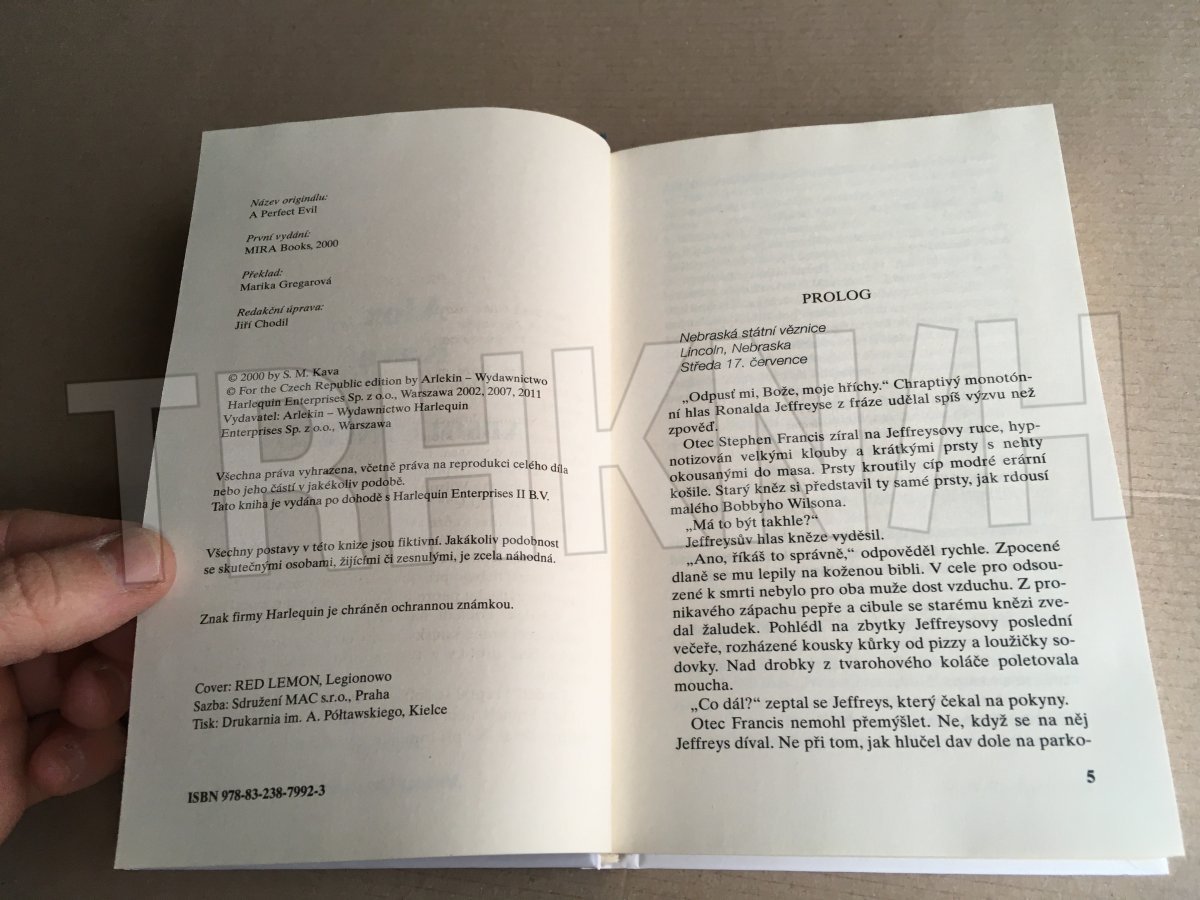 Název originálu:
A Perfect Evil
První vydání:
MIRA Books, 2000
Překlad:
Marika Gregarová
Redakční úprava:
Jiří Chodil
© 2000 by S. M. Kava
© For the Czech Republic edition by Arlekin – Wydawnictwo
Harlequin Enterprises Sp. z o.o., Warszawa 2002, 2007, 2011
Vydavatel: Arlekin – Wydawnictwo Harlequin
Enterprises Sp. z o.o., Warszawa
Všechna práva vyhrazena, včetně práva na reprodukci celého díla
nebo jeho částí v jakékoliv podobě.
Tato kniha je vydána po dohodě s Harlequin Enterprises II B.V.
Všechny postavy v této knize jsou fiktivní. Jakákoliv podobnost
se skutečnými osobami, žijícími či zesnulými, je zcela náhodná.
Znak firmy Harlequin je chráněn ochrannou známkou.
Cover: RED LEMON, Legionowo
Sazba: Sdružení MAC s.r.o., Praha
Tisk: Drukarnia im. A. Półtawskiego, Kielce
ISBN 978-83-238-7992-3
PROLOG
Nebraská státní věznice
Lincoln, Nebraska
Středa 17. července
„Odpusť mi, Bože, moje hříchy.“ Chraptivý monotón-
ní hlas Ronalda Jeffreyse z fráze udělal spíš výzvu než
zpověď.
Otec Stephen Francis zíral na Jeffreysovy ruce, hyp-
notizován velkými klouby a krátkými prsty s nehty
okousanými do masa. Prsty kroutily cíp modré erární
košile. Starý kněz si představil ty samé prsty, jak rdousí
malého Bobbyho Wilsona.
„Má to být takhle?“
Jeffreysův hlas kněze vyděsil.
„Ano, říkáš to správně,“ odpověděl rychle. Zpocené
dlaně se mu lepily na koženou bibli. V cele pro odsou-
zené k smrti nebylo pro oba muže dost vzduchu. Z pro-
nikavého zápachu pepře a cibule se starému knězi zve-
dal žaludek. Pohlédl na zbytky Jeffreysovy poslední
večeře, rozházené kousky kůrky od pizzy a loužičky so-
dovky. Nad drobky z tvarohového koláče poletovala
moucha.
„Co dál?“ zeptal se Jeffreys, který čekal na pokyny.
Otec Francis nemohl přemýšlet. Ne, když se na něj
Jeffreys díval. Ne při tom, jak hlučel dav dole na parko-
5
TRHKNIH